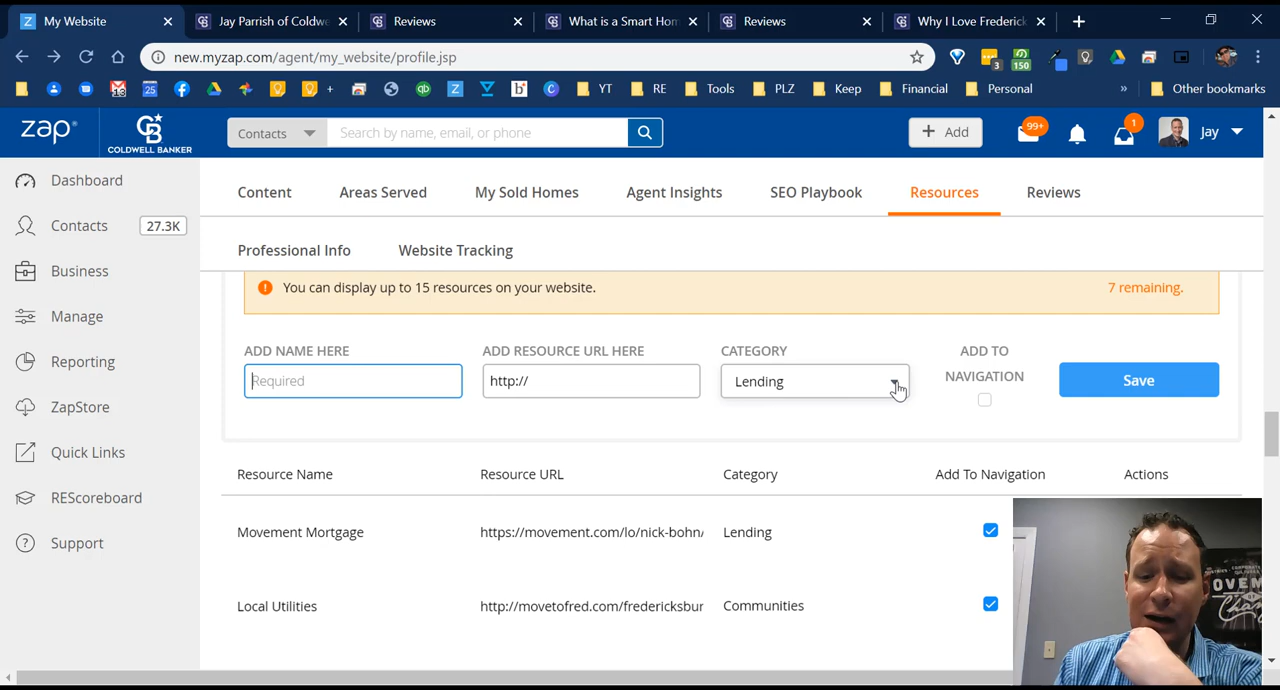 My Website
Jay Parrish of Coldwe
Reviews
What is a Smart Hom
Reviews
Why I Love Frederick
new.myzap.com/agent/my_website/profile.jsp
3
150
13
25
qb
Z
b
C
+
YT
RE
Tools
PLZ
Keep
Financial
Personal
»
Other bookmarks
zap
CB
COLDWELL BANKER
Contacts
Search by name, email, or phone
+ Add
99+
1
Jay
Dashboard
Contacts
27.3K
Business
Manage
Reporting
ZapStore
Quick Links
REScoreboard
Support
Content
Areas Served
My Sold Homes
Agent Insights
SEO Playbook
Resources
Reviews
Professional Info
Website Tracking
You can display up to 15 resources on your website.
7 remaining.
ADD NAME HERE
ADD RESOURCE URL HERE
CATEGORY
ADD TO
NAVIGATION
Required
http://
Lending
Save
Resource Name
Resource URL
Category
Add To Navigation
Actions
Movement Mortgage
https://movement.com/lo/nick-bohn/
Lending
Local Utilities
http://movetofred.com/fredericksbur
Communities